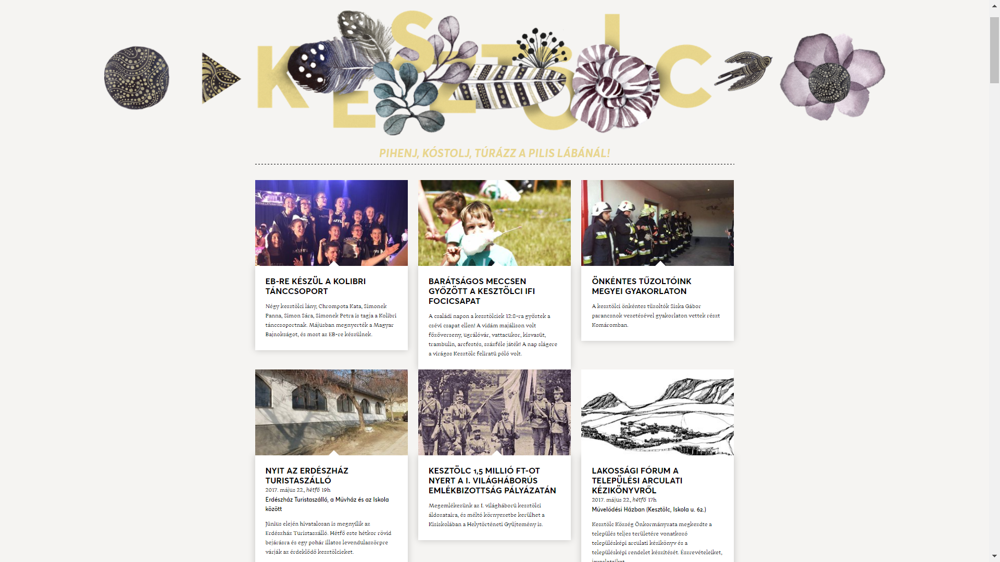 KESZTÖLC
PIHENJ, KÓSTOLJ, TÚRÁZZ A PILIS LÁBÁNÁL!
EB-RE KÉSZÜL A KOLIBRI
TÁNCCSOPORT
Négy kesztölci lány, Chrompota Kata, Simonek
Panna, Simon Sára, Simonek Petra is tagja a Kolibri
tánccsoportnak. Májusban megnyerték a Magyar
Bajnokságot, és most az EB-re készülnek.
BARÁTSÁGOS MECCSEN
GYŐZÖTT A KESZTÖLCI IFI
FOCICSAPAT
A családi napon a kesztölciek 12:8-ra győztek a
csévi csapat ellen! A vidám majálison volt
főzőverseny, ugrálóvár, vattacukor, kisvasút,
trambulin, arcfestés, százféle játék! A nap slágere
a virágos Kesztölc feliratú póló volt.
ÖNKÉNTES TŰZOLTÓINK
MEGYEI GYAKORLATON
A kesztölci önkéntes tűzoltók Siska Gábor
parancsnok vezetésével gyakorlaton vettek részt
Komáromban.
NYIT AZ ERDÉSZHÁZ
TURISTASZÁLLÓ
2017. május 22., hétfő 19h
Erdészház Turistaszálló, a Müvház és az Iskola
között
Június elején hivatalosan is megnyílik az
Erdészház Turistaszálló. Hétfő este hétkor rövid
bejárásra és egy pohár illatos levendulaszörpre
várják az érdeklődő kesztölcieket.
KESZTÖLC 1,5 MILLIÓ FT-OT
NYERT A I. VILÁGHÁBORÚS
EMLÉKBIZOTTSÁG PÁLYÁZATÁN
Megemlékezünk az I. világháború kesztölci
áldozataira, és méltó környezetbe kerülhet a
Kisiskolában a Helytörténeti Gyűjtemény is.
LAKOSSÁGI FÓRUM A
TELEPÜLÉSI ARCULATI
KÉZIKÖNYVRŐL
2017. május 22., hétfő 17h
Müvelödési Házban (Kesztölc, Iskola u. 62.)
Kesztölc Község Önkormányzata megkezdte a
település teljes területére vonatkozó
településképi arculati kézikönyv és a
településképi rendelet készítését. Észrevételeiket,
javaslataikat